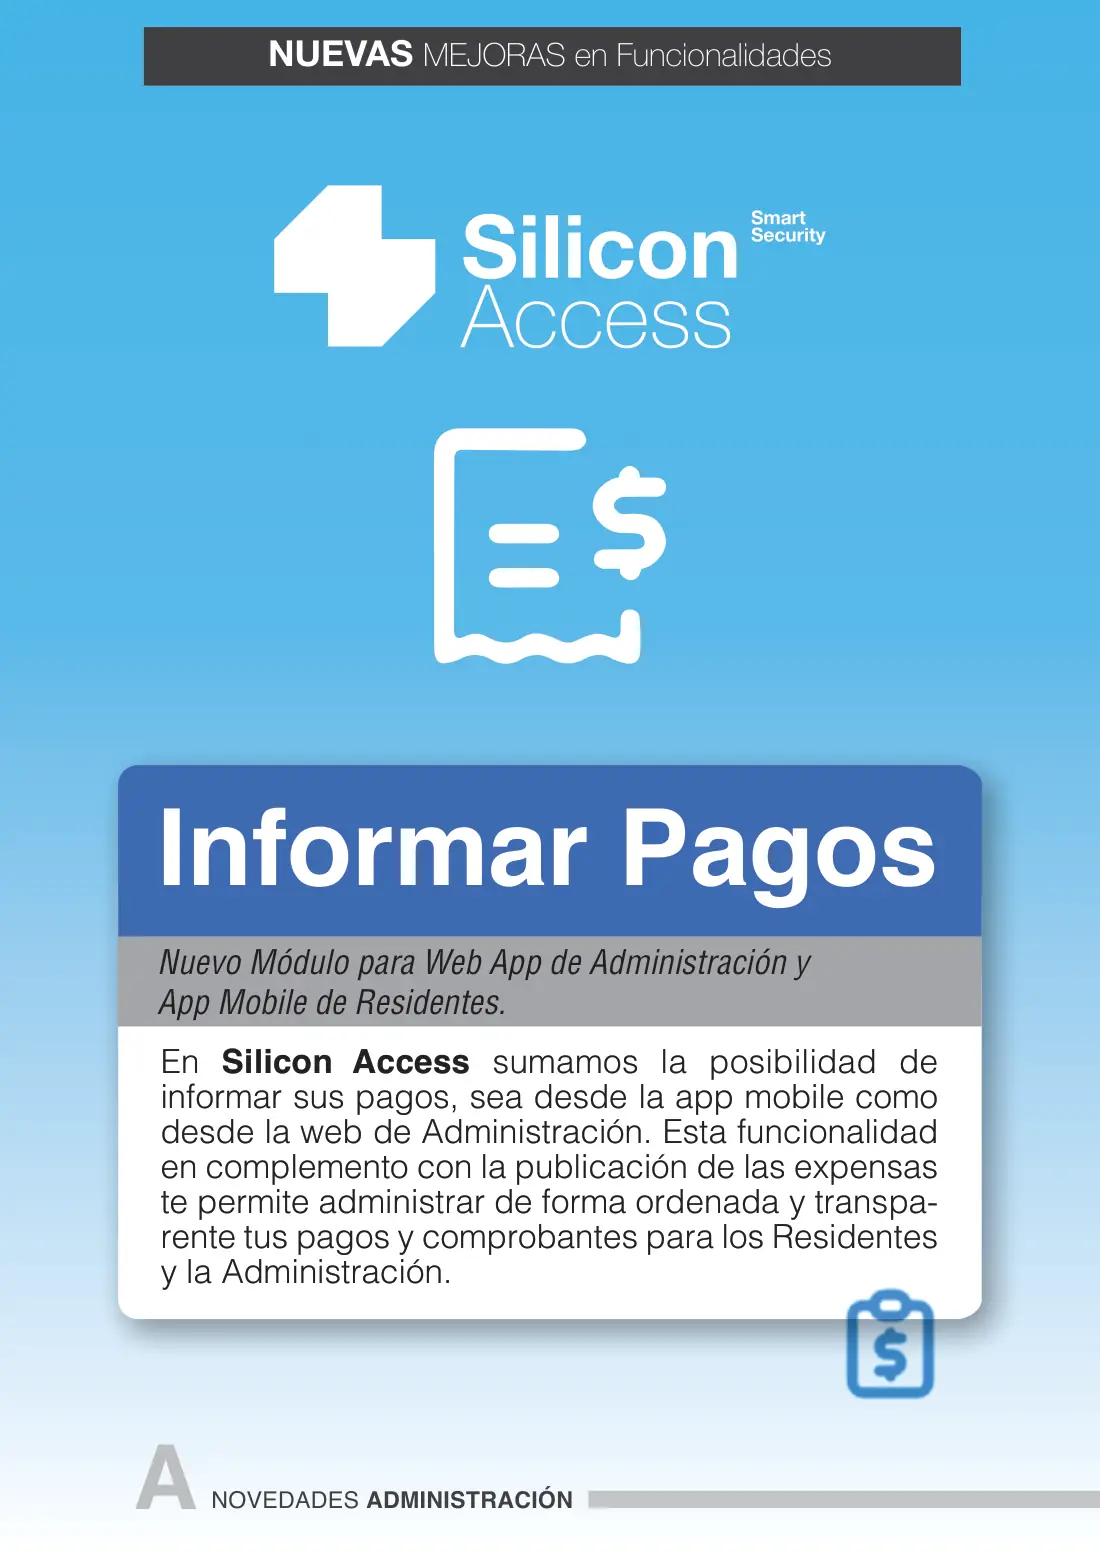 NUEVAS MEJORAS en Funcionalidades
Silicon
Smart
Security
Access
$
Informar Pagos
Nuevo Módulo para Web App de Administración y
App Mobile de Residentes.
En Silicon Access sumamos la posibilidad de
informar sus pagos, sea desde la app mobile como
desde la web de Administración. Esta funcionalidad
en complemento con la publicación de las expensas
te permite administrar de forma ordenada y transpa-
rente tus pagos y comprobantes para los Residentes
y la Administración.
$
A NOVEDADES ADMINISTRACIÓN